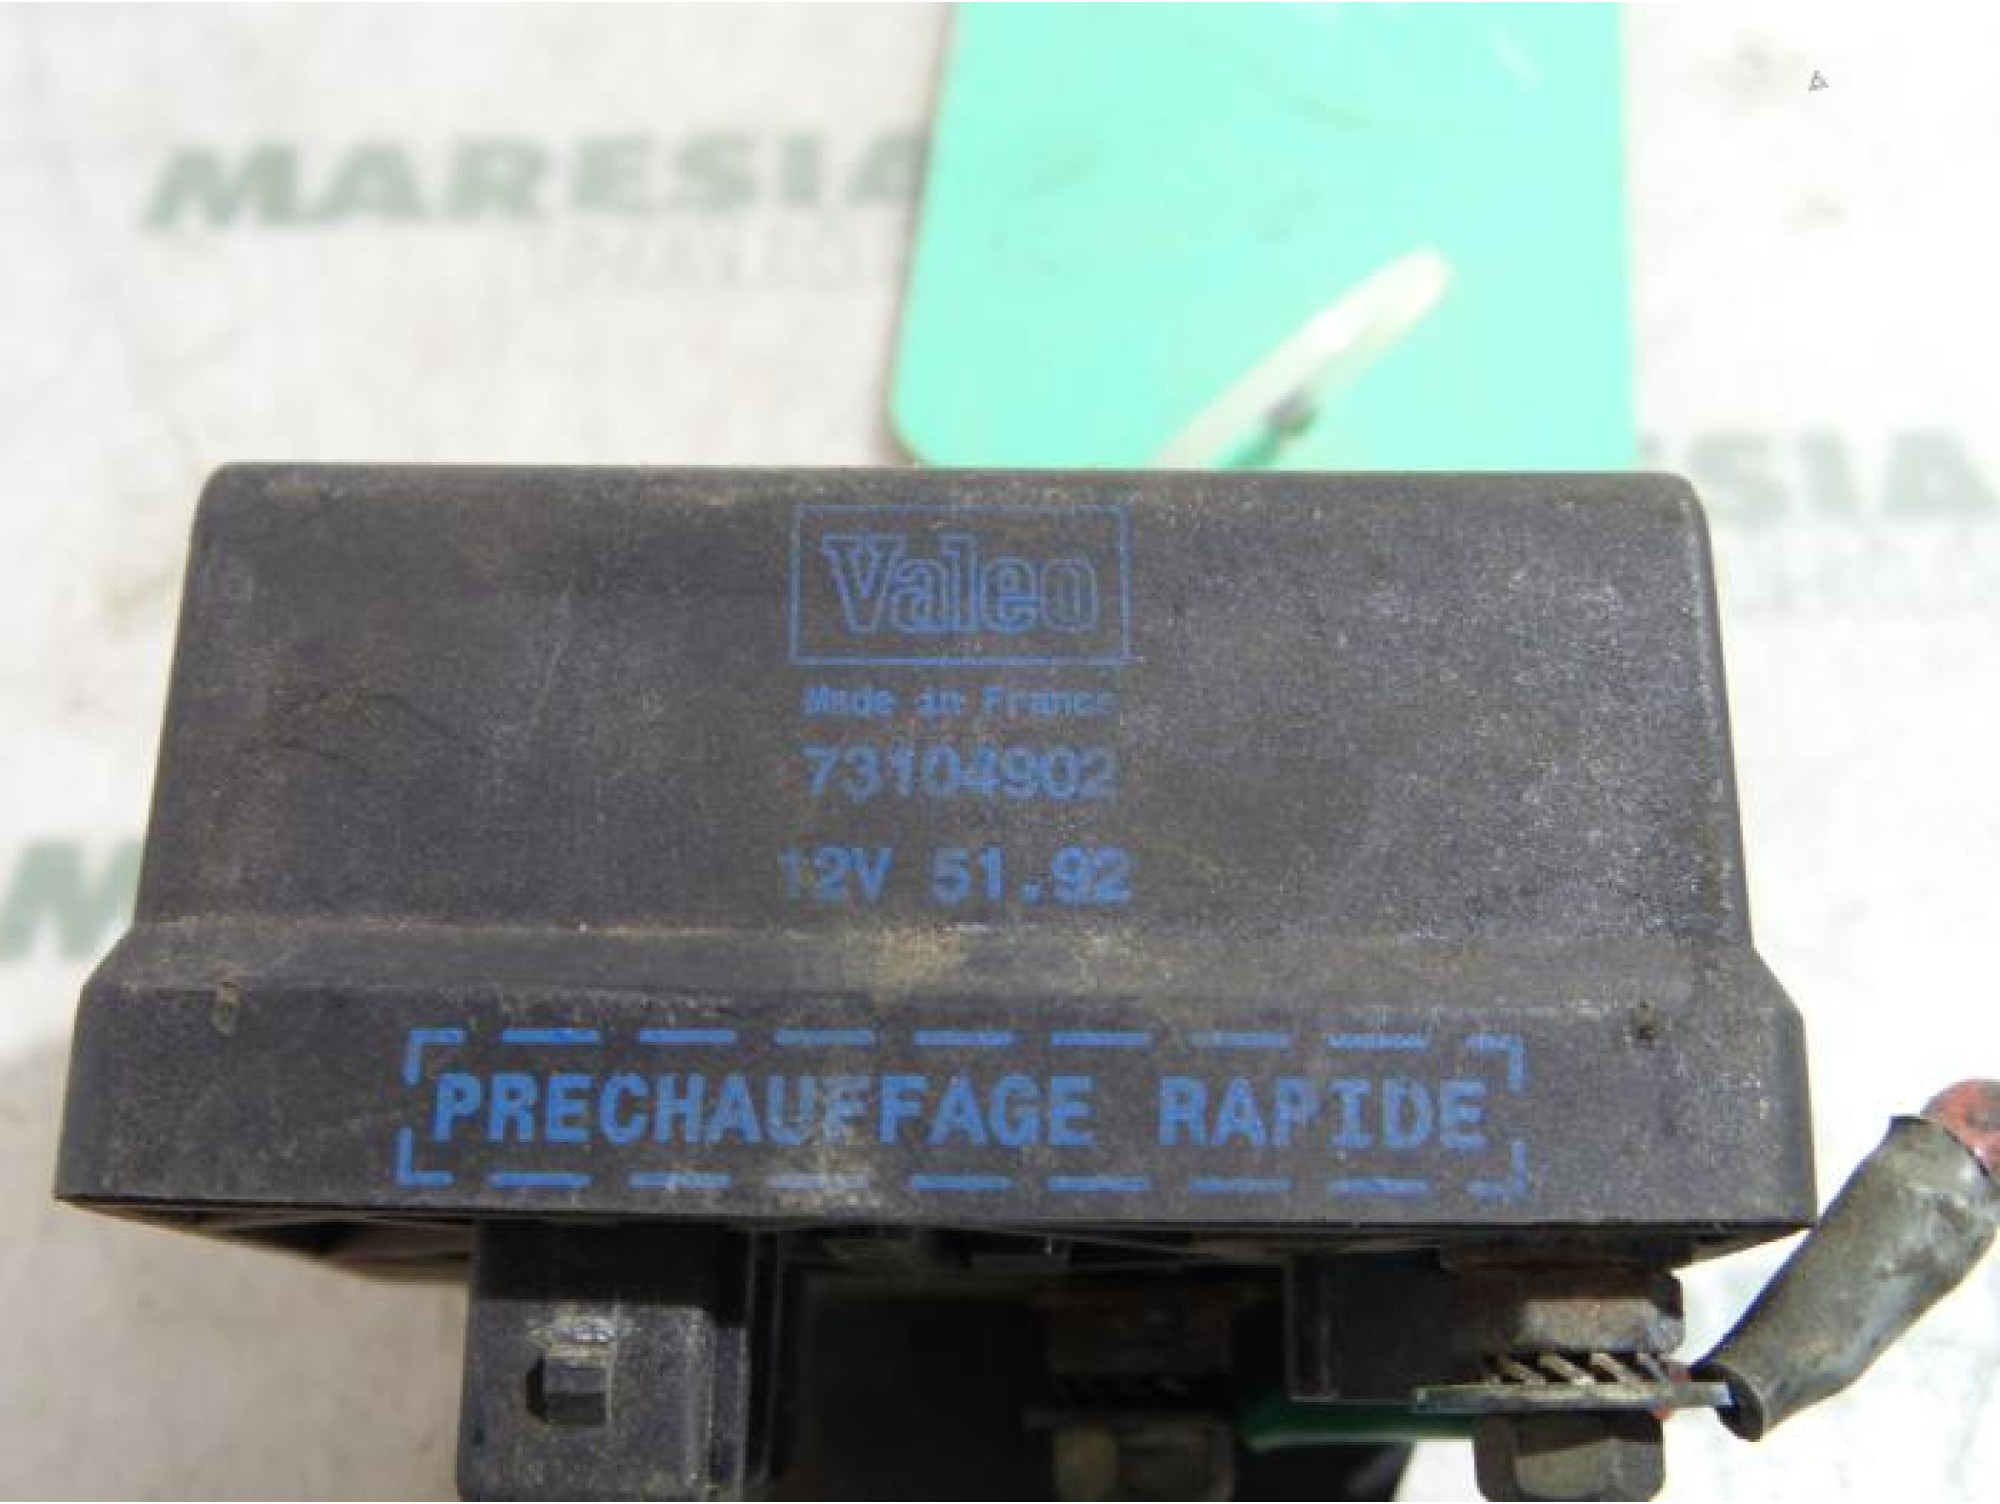 MARESIA
Valeo
Made in France
73104902
12V 51.92
PRECHAUFFAGE RAPIDE